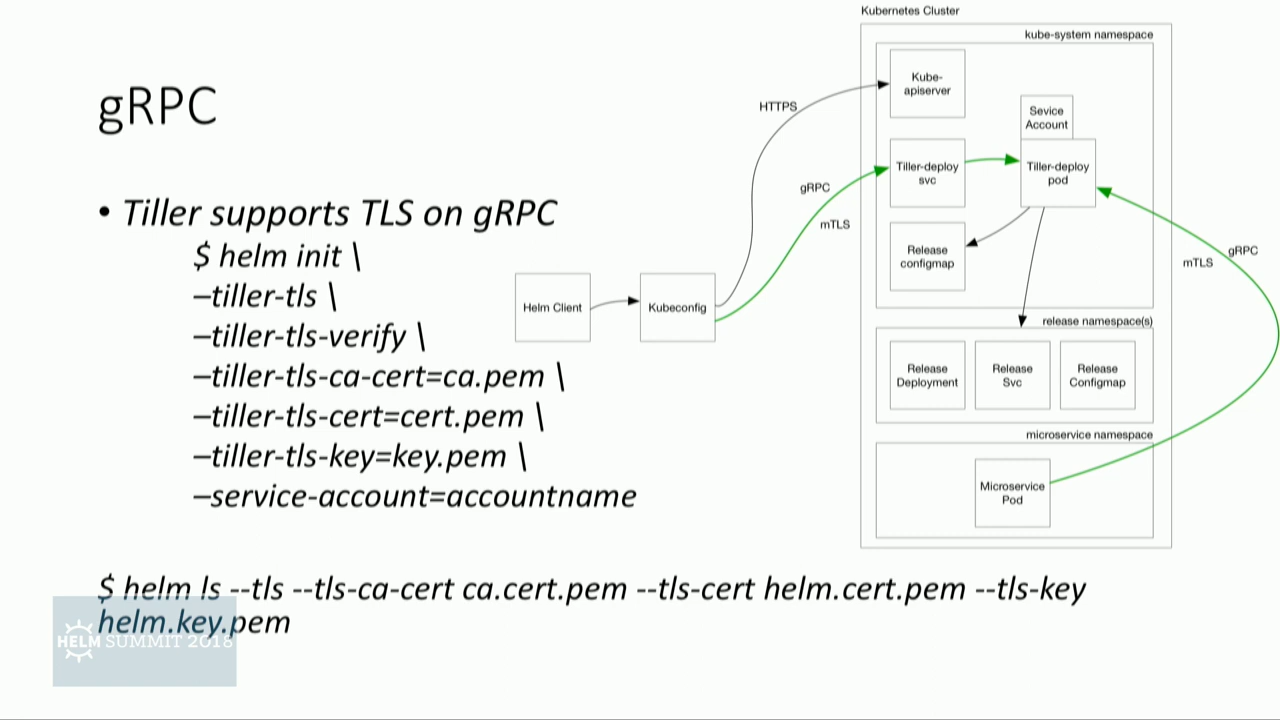 gRPC
• Tiller supports TLS on gRPC
$ helm init \
–tiller-tls \
–tiller-tls-verify \
–tiller-tls-ca-cert=ca.pem \
–tiller-tls-cert=cert.pem \
–tiller-tls-key=key.pem \
–service-account=accountname
$ helm ls --tls --tls-ca-cert ca.cert.pem --tls-cert helm.cert.pem --tls-key
helm.key.pem
HELM SUMMIT 2018
Helm Client
Kubeconfig
HTTPS
gRPC
mTLS
Kubernetes Cluster
kube-system namespace
Kube-
apiserver
Sevice
Account
Tiller-deploy
svc
Tiller-deploy
pod
Release
configmap
gRPC
mTLS
release namespace(s)
Release
Deployment
Release
Svc
Release
Configmap
microservice namespace
Microservice
Pod